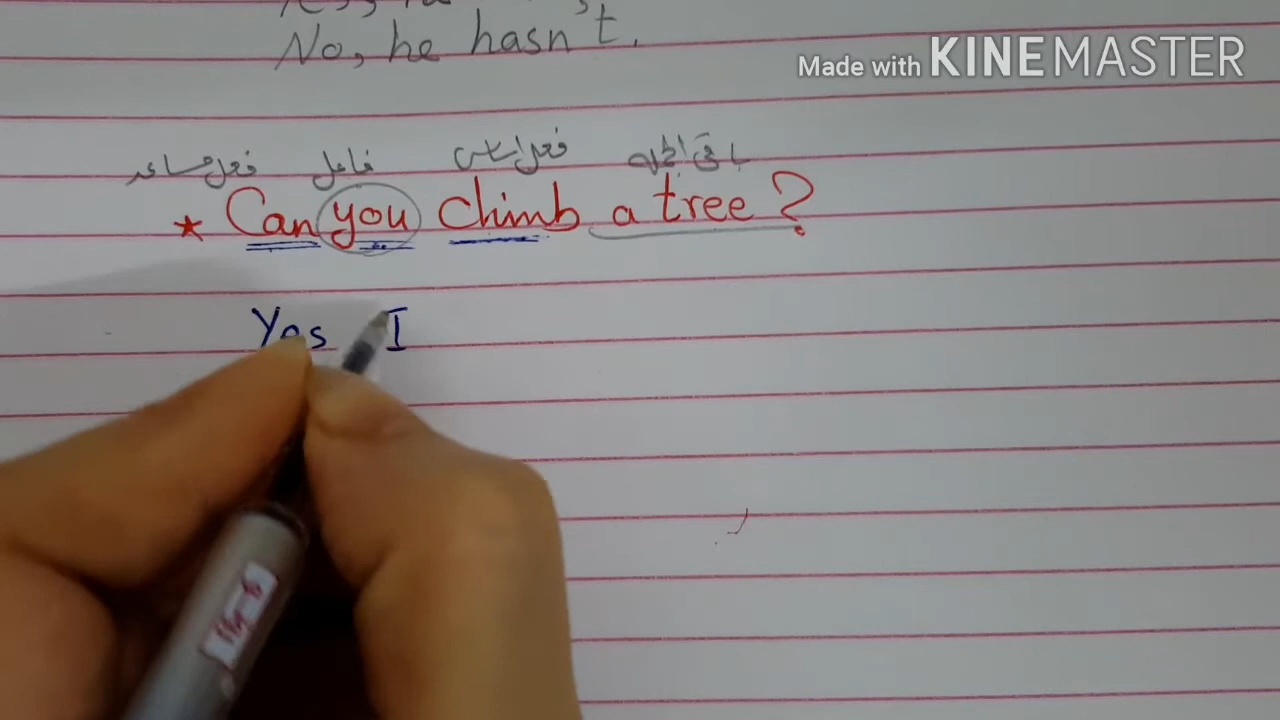 No, he hasn't.
Made with KINEMASTER
فعل مساعد فاعل فعل اساسي باقي الجملة
* Can you climb a tree ?
Yes I